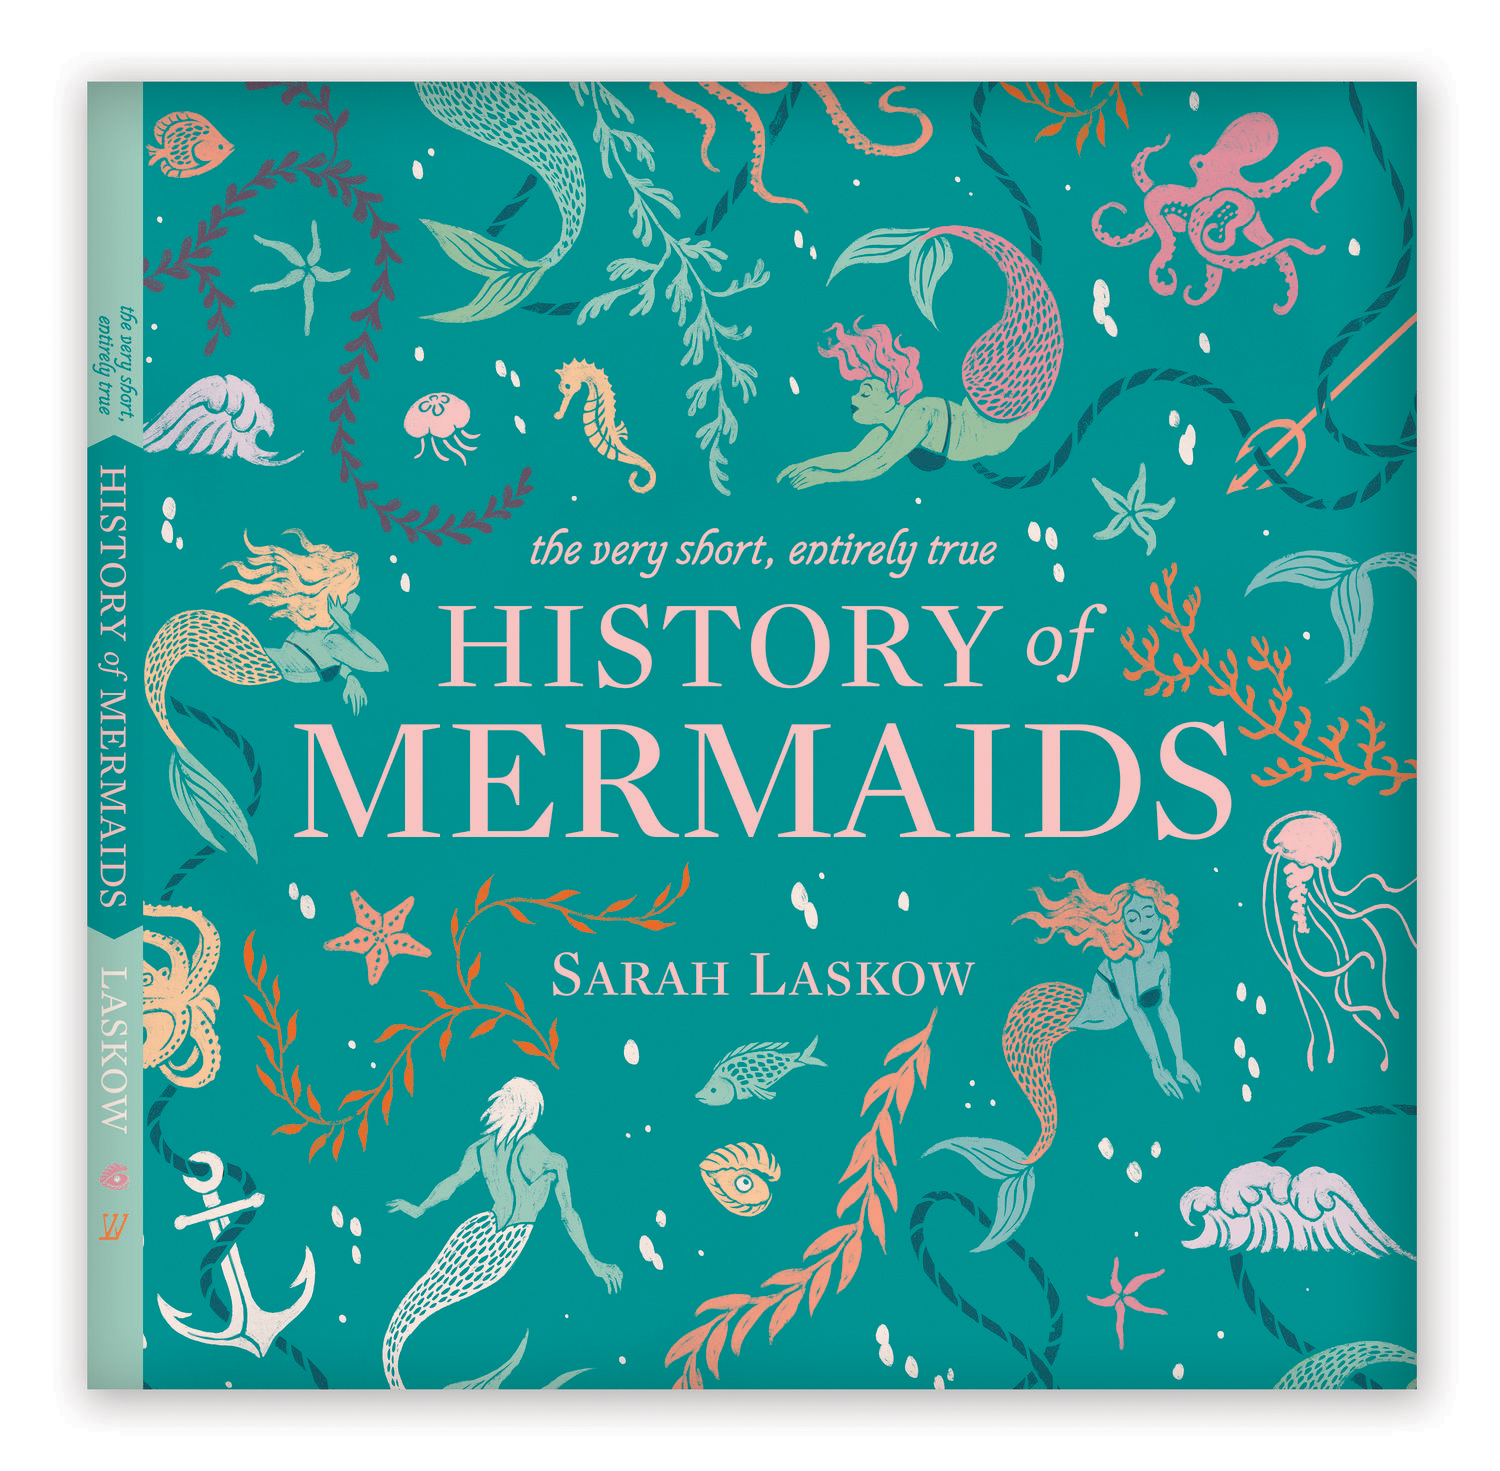 the very short,
entirely true
HISTORY of MERMAIDS
LASKOW
W
the very short, entirely true
HISTORY of
MERMAIDS
SARAH LASKOW